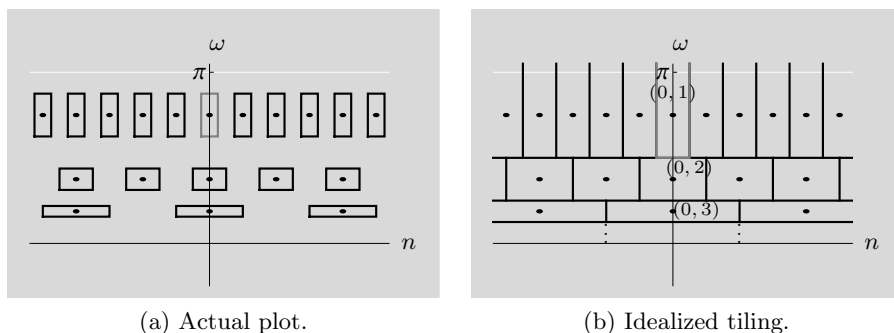 ω
π
n
(a) Actual plot.
ω
π
(0, 1)
(0, 2)
(0, 3)
n
(b) Idealized tiling.